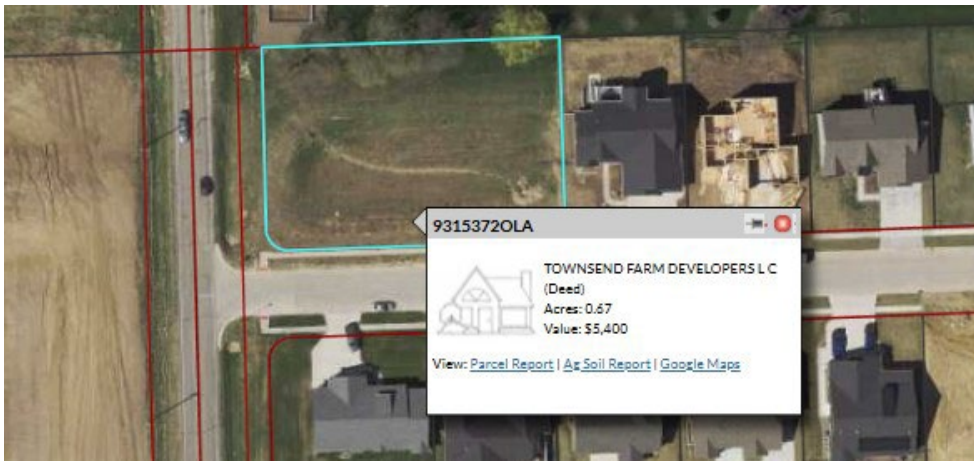 9315372OLA
TOWNSEND FARM DEVELOPERS L C
(Deed)
Acres: 0.67
Value: $5,400
View: Parcel Report | Ag Soil Report | Google Maps